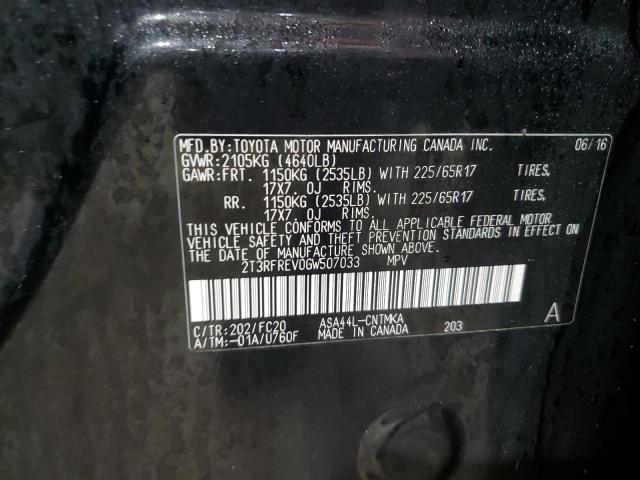 MFD.BY:TOYOTA MOTOR MANUFACTURING CANADA INC. 06/16
GVWR:2105KG (4640LB)
GAWR:FRT. 1150KG (2535LB) WITH 225/65R17 TIRES,
17X7. 0J RIMS.
RR. 1150KG (2535LB) WITH 225/65R17 TIRES,
17X7. 0J RIMS.
THIS VEHICLE CONFORMS TO ALL APPLICABLE FEDERAL MOTOR
VEHICLE SAFETY AND THEFT PREVENTION STANDARDS IN EFFECT ON
THE DATE OF MANUFACTURE SHOWN ABOVE.
2T3RFREV0GW507033 MPV
C/TR:202/FC20 ASA44L-CNTMKA 203 A
A/TM:-01A/U760F MADE IN CANADA